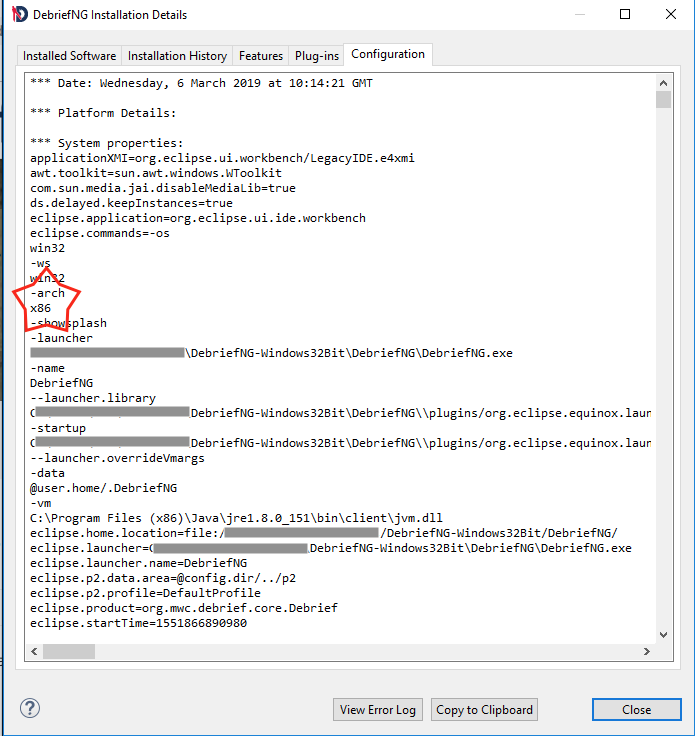 DebriefNG Installation Details
Installed Software Installation History Features Plug-ins Configuration
*** Date: Wednesday, 6 March 2019 at 10:14:21 GMT
*** Platform Details:
*** System properties:
applicationXMI=org.eclipse.ui.workbench/LegacyIDE.e4xmi
awt.toolkit=sun.awt.windows.WToolkit
com.sun.media.jai.disableMediaLib=true
ds.delayed.keepInstances=true
eclipse.application=org.eclipse.ui.ide.workbench
eclipse.commands=-os
win32
-ws
win32
-arch
x86
-showsplash
-launcher
\DebriefNG-Windows32Bit\DebriefNG\DebriefNG.exe
-name
DebriefNG
--launcher.library
C DebriefNG-Windows32Bit\DebriefNG\\plugins/org.eclipse.equinox.laun
-startup
C DebriefNG-Windows32Bit\DebriefNG\\plugins/org.eclipse.equinox.laun
--launcher.overrideVmargs
-data
@user.home/.DebriefNG
-vm
C:\Program Files (x86)\Java\jre1.8.0_151\bin\client\jvm.dll
eclipse.home.location=file:/ /DebriefNG-Windows32Bit/DebriefNG/
eclipse.launcher=C DebriefNG-Windows32Bit\DebriefNG\DebriefNG.exe
eclipse.launcher.name=DebriefNG
eclipse.p2.data.area=@config.dir/../p2
eclipse.p2.profile=DefaultProfile
eclipse.product=org.mwc.debrief.core.Debrief
eclipse.startTime=1551866890980
? View Error Log Copy to Clipboard Close